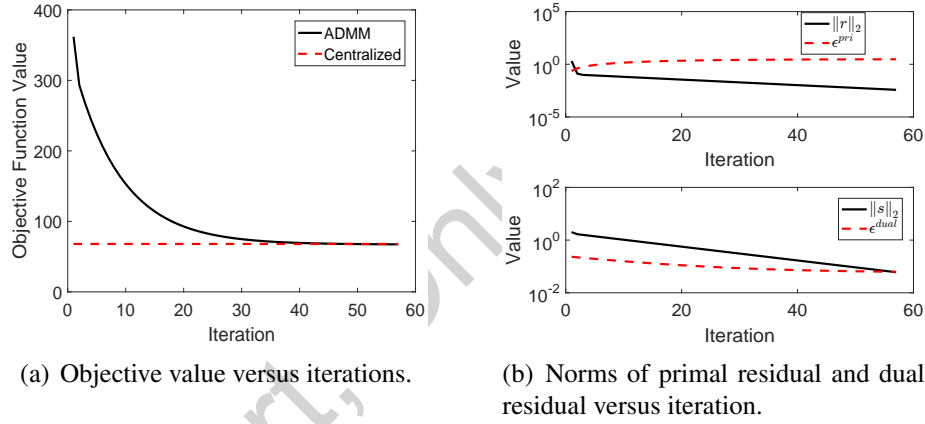 400
300
200
100
0
Objective Function Value
ADMM
Centralized
0 10 20 30 40 50 60
Iteration
(a) Objective value versus iterations.
10^5
10^0
10^-5
Value
‖r‖₂
ϵ^pri
0 20 40 60
Iteration
10^2
10^0
10^-2
Value
‖s‖₂
ϵ^dual
0 20 40 60
Iteration
(b) Norms of primal residual and dual
residual versus iteration.